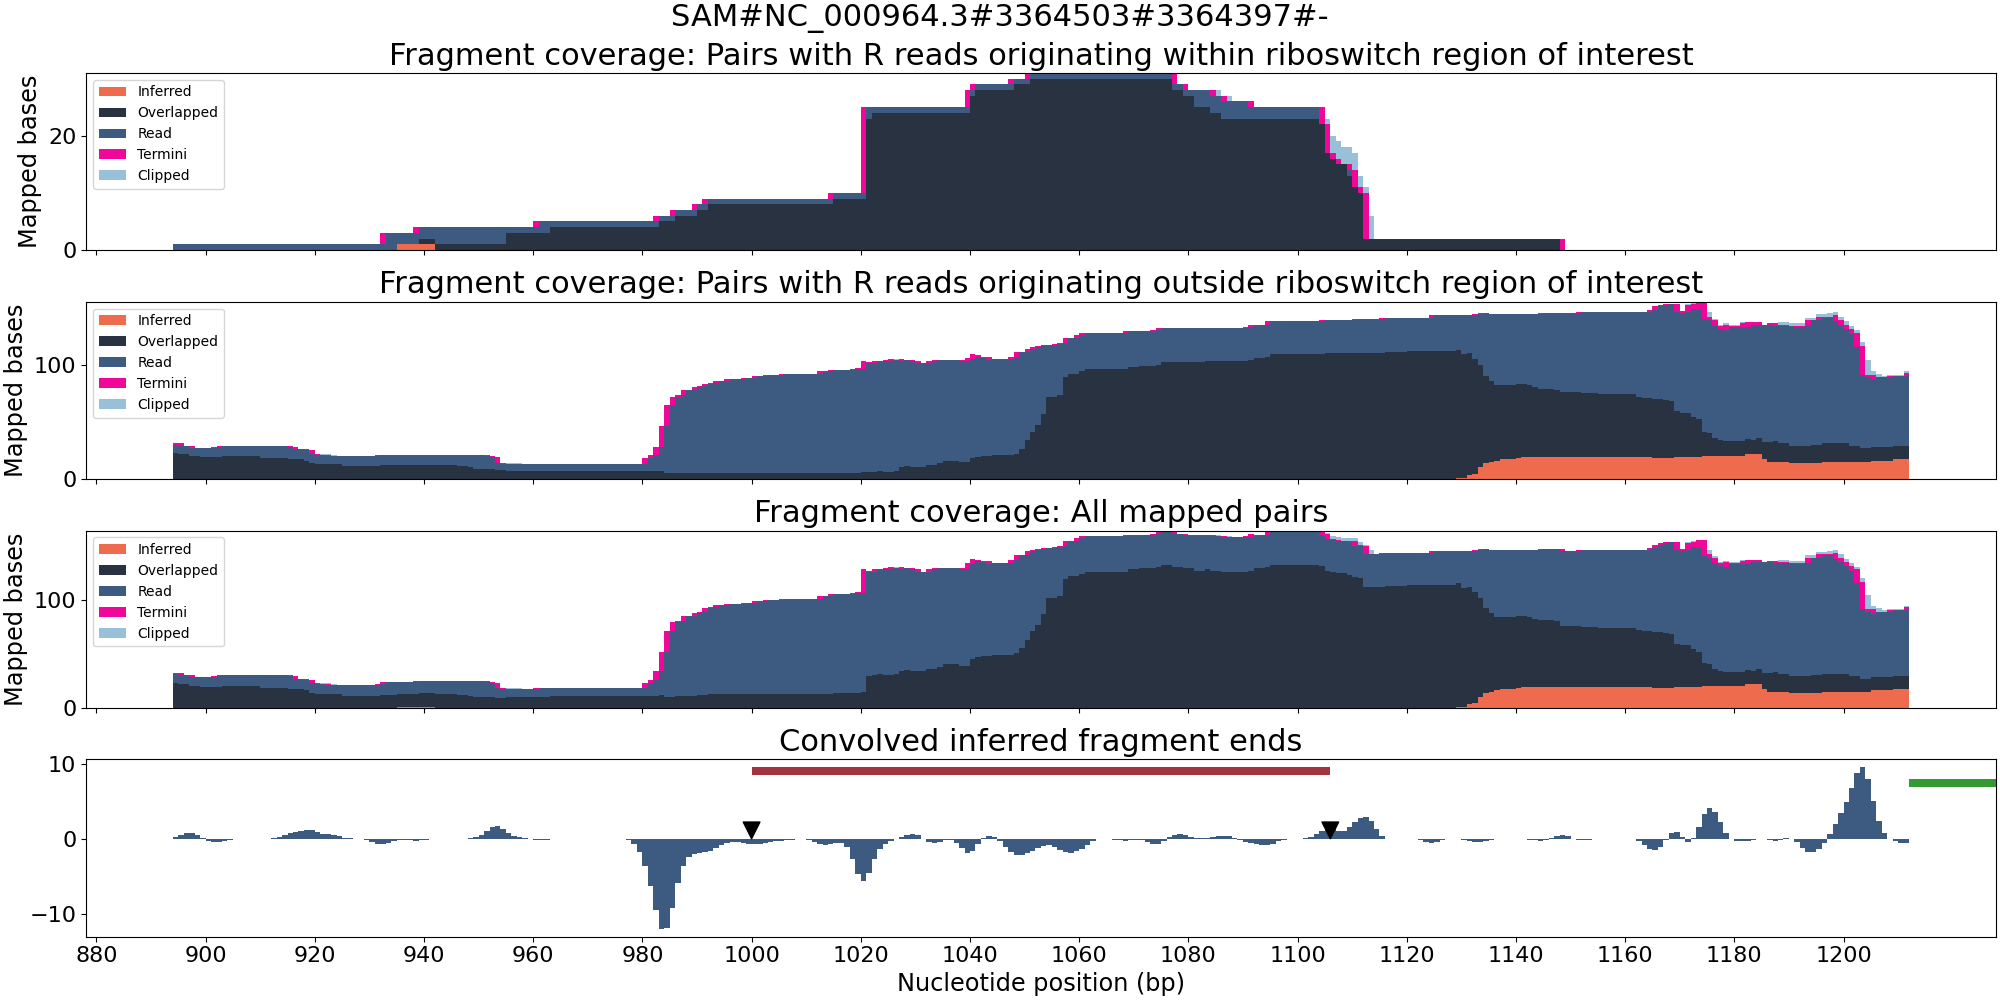 SAM#NC_000964.3#3364503#3364397#-
Fragment coverage: Pairs with R reads originating within riboswitch region of interest
Mapped bases
20
0
Inferred
Overlapped
Read
Termini
Clipped
Fragment coverage: Pairs with R reads originating outside riboswitch region of interest
Mapped bases
100
0
Inferred
Overlapped
Read
Termini
Clipped
Fragment coverage: All mapped pairs
Mapped bases
100
0
Inferred
Overlapped
Read
Termini
Clipped
Convolved inferred fragment ends
10
0
−10
880 900 920 940 960 980 1000 1020 1040 1060 1080 1100 1120 1140 1160 1180 1200
Nucleotide position (bp)